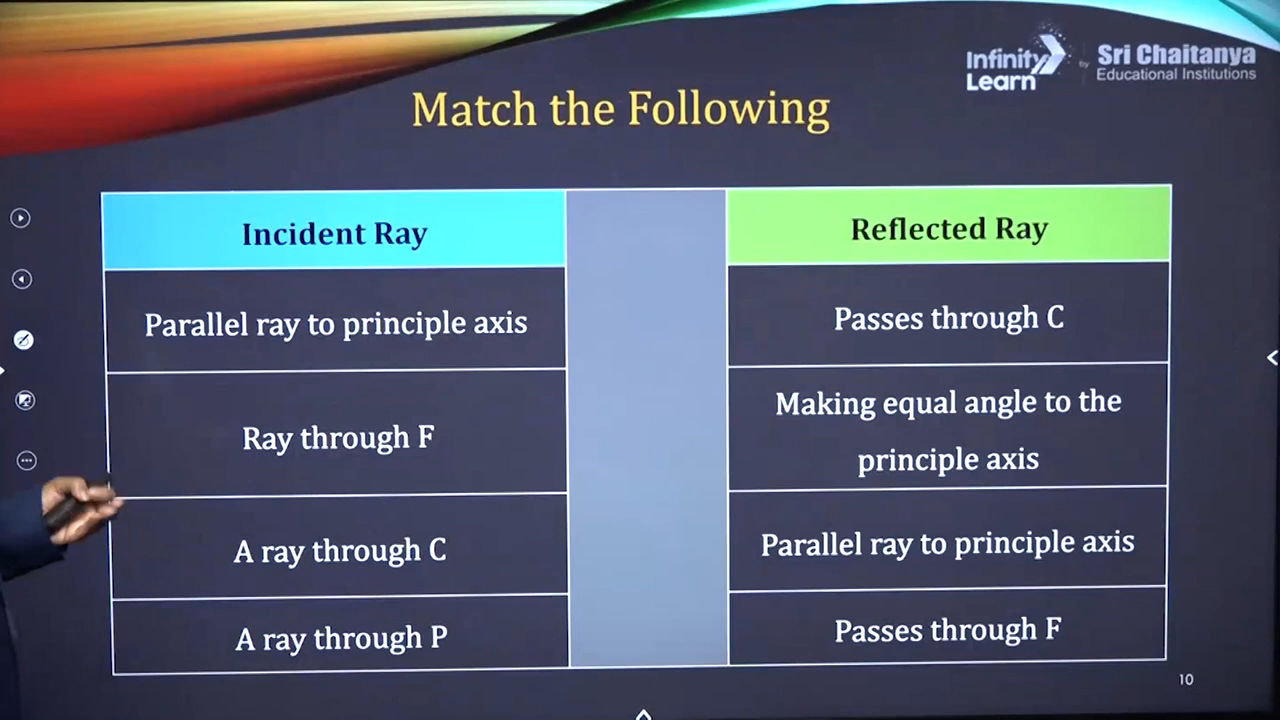 Infinity Learn by Sri Chaitanya
Educational Institutions
Match the Following
Incident Ray
Reflected Ray
Parallel ray to principle axis
Passes through C
Ray through F
Making equal angle to the
principle axis
A ray through C
Parallel ray to principle axis
A ray through P
Passes through F
10